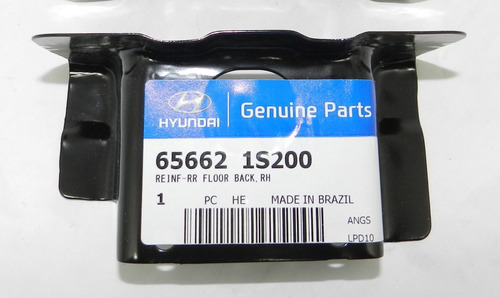 HYUNDAI
Genuine Parts
65662 1S200
REINF-RR FLOOR BACK,RH
1 PC HE MADE IN BRAZIL
ANGS
LPD10